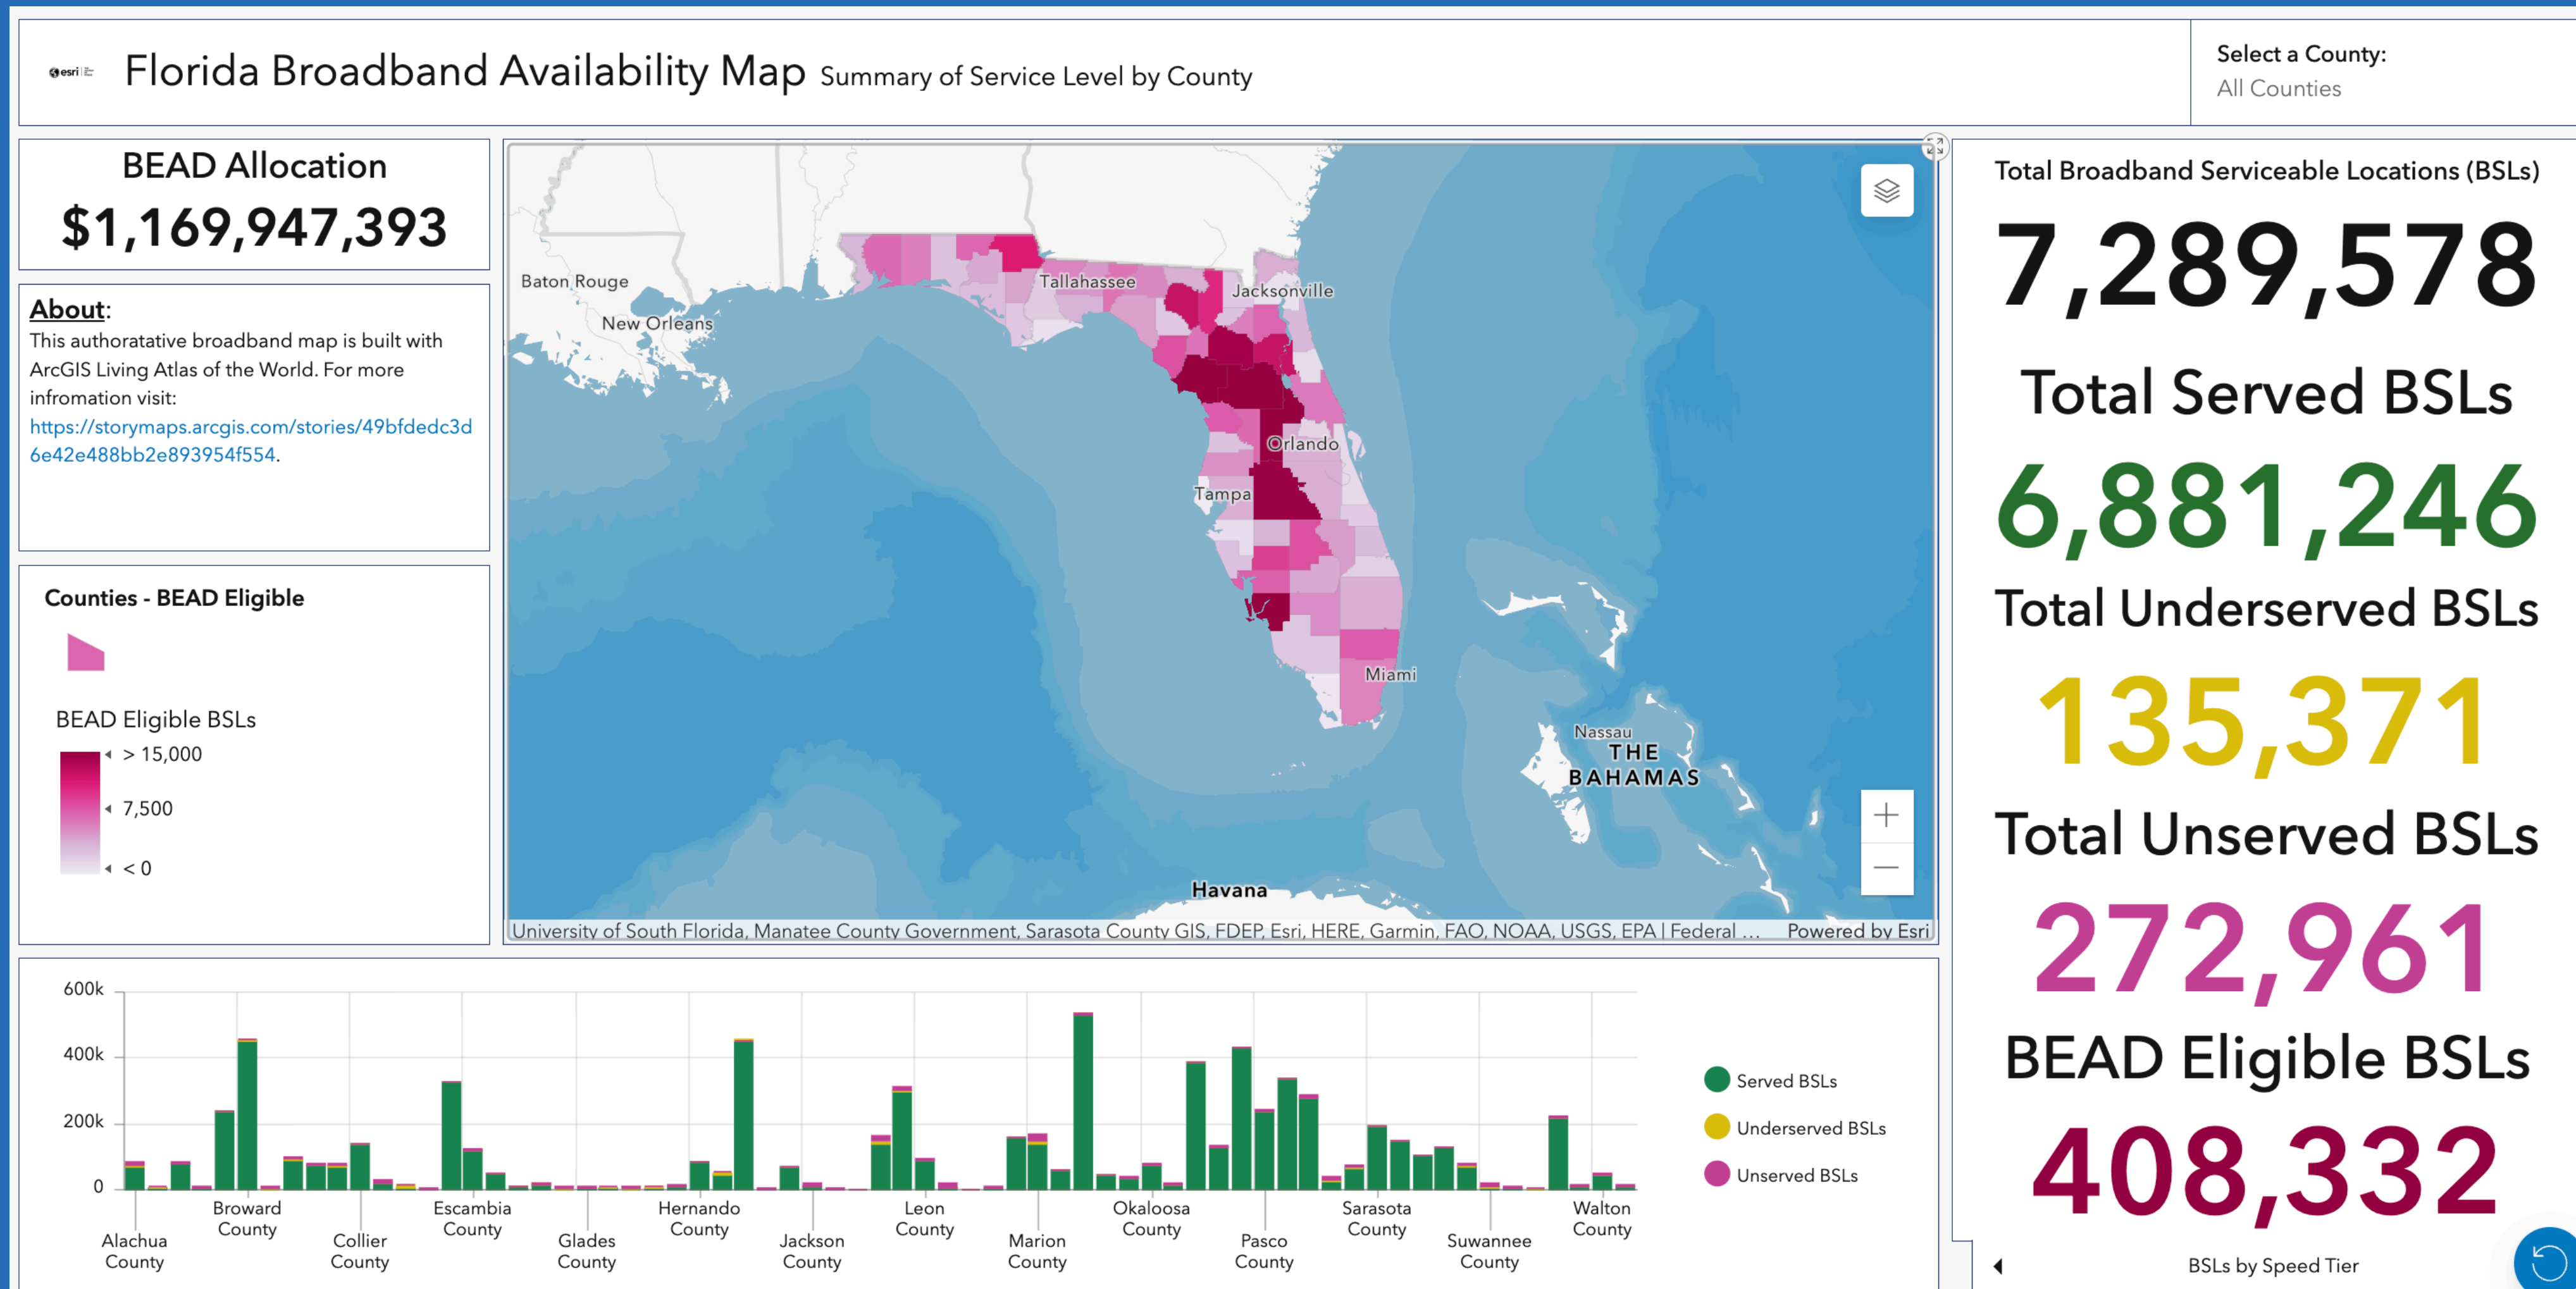 esri
Florida Broadband Availability Map Summary of Service Level by County
Select a County:
All Counties
BEAD Allocation
$1,169,947,393
About:
This authoratative broadband map is built with
ArcGIS Living Atlas of the World. For more
infromation visit:
https://storymaps.arcgis.com/stories/49bfdedc3d
6e42e488bb2e893954f554.
Counties - BEAD Eligible
BEAD Eligible BSLs
> 15,000
7,500
< 0
Baton Rouge
New Orleans
Tallahassee
Jacksonville
Orlando
Tampa
Miami
Nassau
THE
BAHAMAS
Havana
University of South Florida, Manatee County Government, Sarasota County GIS, FDEP, Esri, HERE, Garmin, FAO, NOAA, USGS, EPA | Federal ... Powered by Esri
Total Broadband Serviceable Locations (BSLs)
7,289,578
Total Served BSLs
6,881,246
Total Underserved BSLs
135,371
Total Unserved BSLs
272,961
BEAD Eligible BSLs
408,332
BSLs by Speed Tier
600k
400k
200k
0
Alachua
County
Broward
County
Collier
County
Escambia
County
Glades
County
Hernando
County
Jackson
County
Leon
County
Marion
County
Okaloosa
County
Pasco
County
Sarasota
County
Suwannee
County
Walton
County
Served BSLs
Underserved BSLs
Unserved BSLs